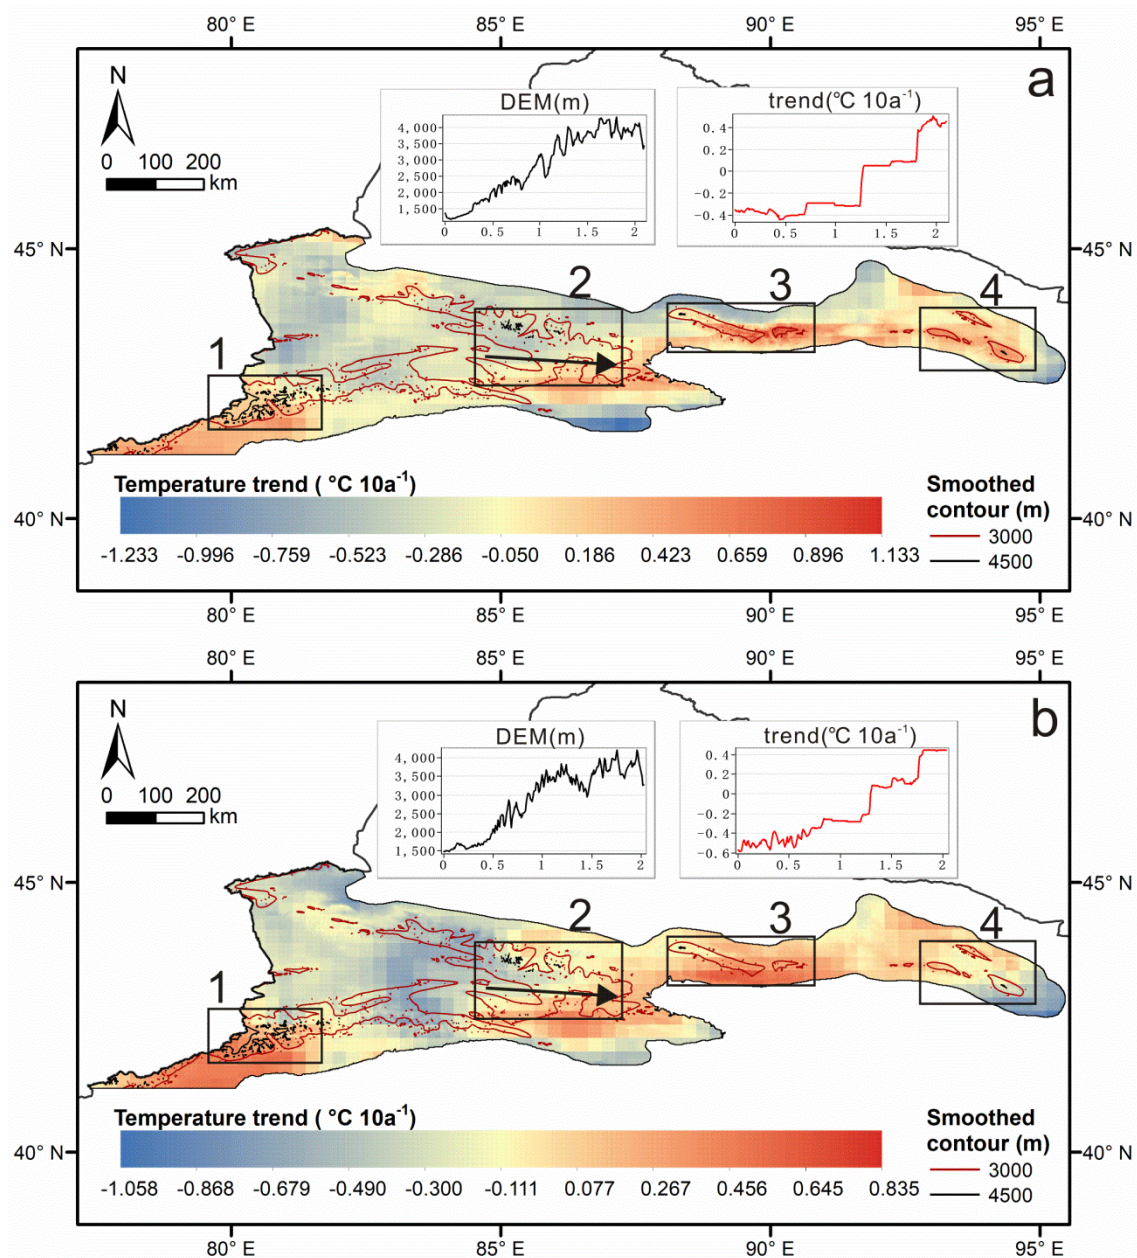 80° E 85° E 90° E 95° E
a
N
0 100 200
km
DEM(m)
4,000
3,500
3,000
2,500
2,000
1,500
0 0.5 1 1.5 2
trend(℃ 10a⁻¹)
0.4
0.2
0
-0.2
-0.4
0 0.5 1 1.5 2
45° N 45° N
1 2 3 4
Temperature trend ( °C 10a⁻¹)
-1.233 -0.996 -0.759 -0.523 -0.286 -0.050 0.186 0.423 0.659 0.896 1.133
Smoothed
contour (m)
3000
4500
40° N 40° N
80° E 85° E 90° E 95° E
80° E 85° E 90° E 95° E
b
N
0 100 200
km
DEM(m)
4,000
3,500
3,000
2,500
2,000
1,500
0 0.5 1 1.5 2
trend(℃ 10a⁻¹)
0.4
0.2
0
-0.2
-0.4
-0.6
0 0.5 1 1.5 2
45° N 45° N
1 2 3 4
Temperature trend ( °C 10a⁻¹)
-1.058 -0.868 -0.679 -0.490 -0.300 -0.111 0.077 0.267 0.456 0.645 0.835
Smoothed
contour (m)
3000
4500
40° N 40° N
80° E 85° E 90° E 95° E